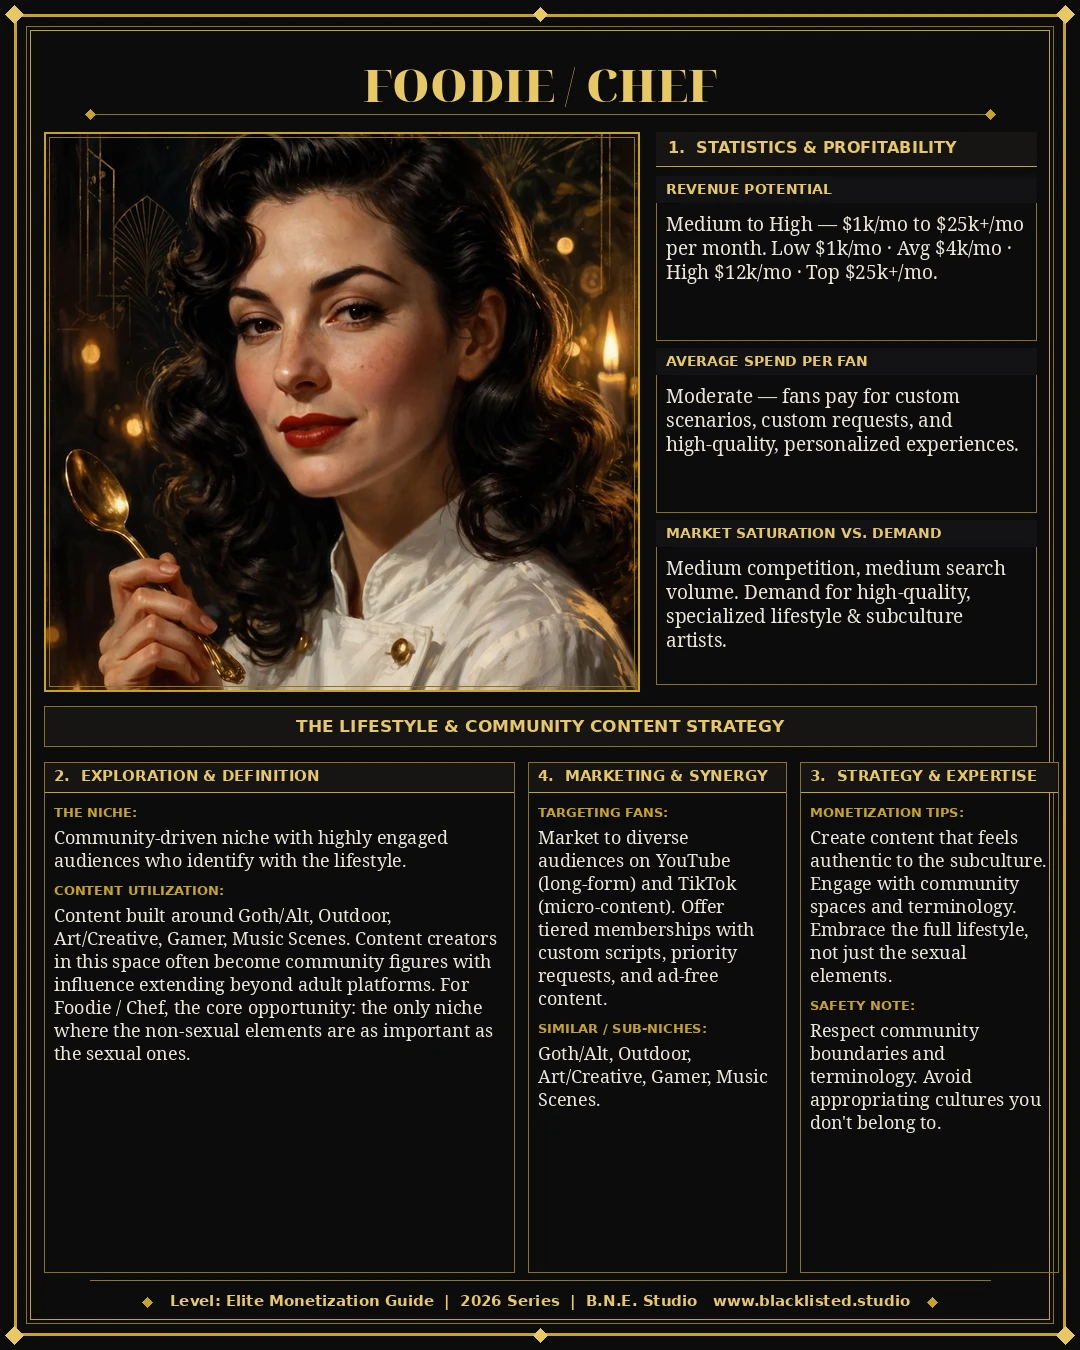 FOODIE / CHEF
1. STATISTICS & PROFITABILITY
REVENUE POTENTIAL
Medium to High — $1k/mo to $25k+/mo
per month. Low $1k/mo · Avg $4k/mo ·
High $12k/mo · Top $25k+/mo.
AVERAGE SPEND PER FAN
Moderate — fans pay for custom
scenarios, custom requests, and
high-quality, personalized experiences.
MARKET SATURATION VS. DEMAND
Medium competition, medium search
volume. Demand for high-quality,
specialized lifestyle & subculture
artists.
THE LIFESTYLE & COMMUNITY CONTENT STRATEGY
2. EXPLORATION & DEFINITION
THE NICHE:
Community-driven niche with highly engaged
audiences who identify with the lifestyle.
CONTENT UTILIZATION:
Content built around Goth/Alt, Outdoor,
Art/Creative, Gamer, Music Scenes. Content creators
in this space often become community figures with
influence extending beyond adult platforms. For
Foodie / Chef, the core opportunity: the only niche
where the non-sexual elements are as important as
the sexual ones.
4. MARKETING & SYNERGY
TARGETING FANS:
Market to diverse
audiences on YouTube
(long-form) and TikTok
(micro-content). Offer
tiered memberships with
custom scripts, priority
requests, and ad-free
content.
SIMILAR / SUB-NICHES:
Goth/Alt, Outdoor,
Art/Creative, Gamer, Music
Scenes.
3. STRATEGY & EXPERTISE
MONETIZATION TIPS:
Create content that feels
authentic to the subculture.
Engage with community
spaces and terminology.
Embrace the full lifestyle,
not just the sexual
elements.
SAFETY NOTE:
Respect community
boundaries and
terminology. Avoid
appropriating cultures you
don't belong to.
Level: Elite Monetization Guide | 2026 Series | B.N.E. Studio www.blacklisted.studio